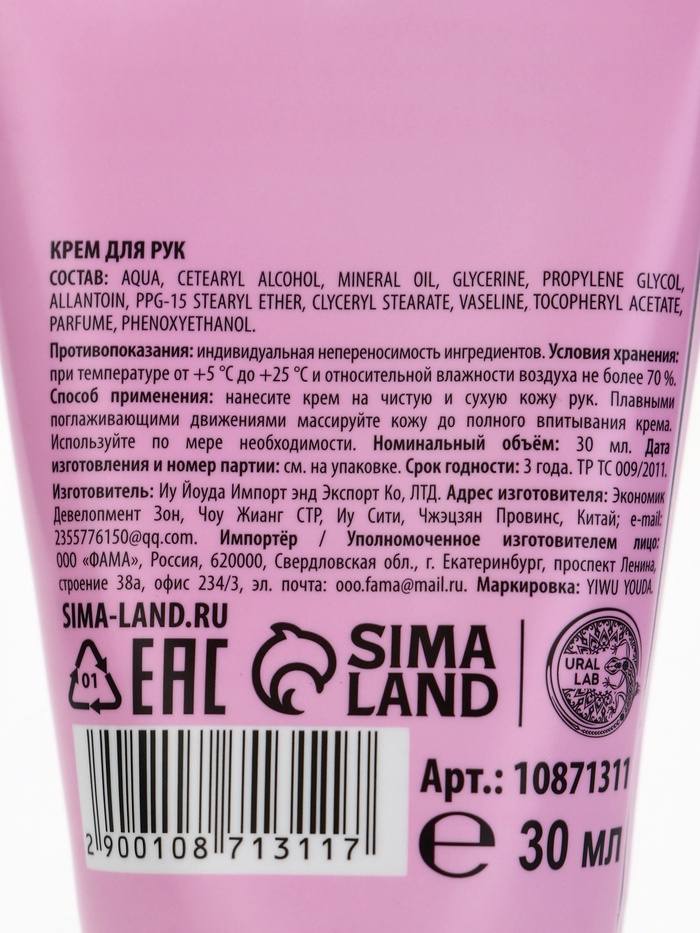 КРЕМ ДЛЯ РУК
СОСТАВ: AQUA, CETEARYL ALCOHOL, MINERAL OIL, GLYCERINE, PROPYLENE GLYCOL,
ALLANTOIN, PPG-15 STEARYL ETHER, CLYCERYL STEARATE, VASELINE, TOCOPHERYL ACETATE,
PARFUME, PHENOXYETHANOL.
Противопоказания: индивидуальная непереносимость ингредиентов. Условия хранения:
при температуре от +5 °C до +25 °C и относительной влажности воздуха не более 70 %.
Способ применения: нанесите крем на чистую и сухую кожу рук. Плавными
поглаживающими движениями массируйте кожу до полного впитывания крема.
Используйте по мере необходимости. Номинальный объём: 30 мл. Дата
изготовления и номер партии: см. на упаковке. Срок годности: 3 года. ТР ТС 009/2011.
Изготовитель: Иу Йоуда Импорт энд Экспорт Ко, ЛТД. Адрес изготовителя: Экономик
Девелопмент Зон, Чоу Жианг СТР, Иу Сити, Чжэцзян Провинс, Китай; e-mail:
2355776150@qq.com. Импортёр / Уполномоченное изготовителем лицо:
ООО «ФАМА», Россия, 620000, Свердловская обл., г. Екатеринбург, проспект Ленина,
строение 38а, офис 234/3, эл. почта: ooo.fama@mail.ru. Маркировка: YIWU YOUDA.
SIMA-LAND.RU
01
EAC
SIMA
LAND
URAL
LAB
2 900108 713117
Арт.: 10871311
e 30 мл